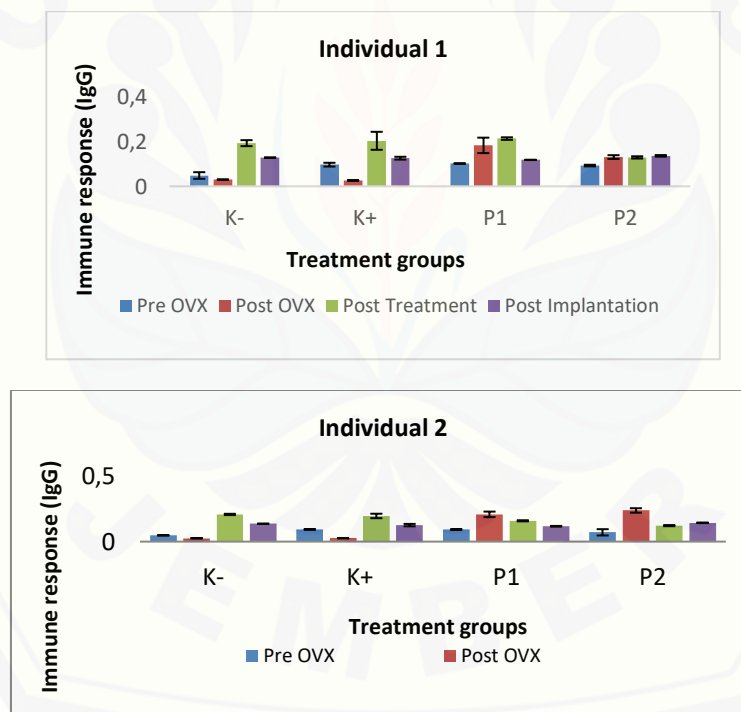 Individual 1
Immune response (IgG)
0,4
0,2
0
K- K+ P1 P2
Treatment groups
Pre OVX Post OVX Post Treatment Post Implantation
Individual 2
Immune response (IgG)
0,5
0
K- K+ P1 P2
Treatment groups
Pre OVX Post OVX
JEMBER